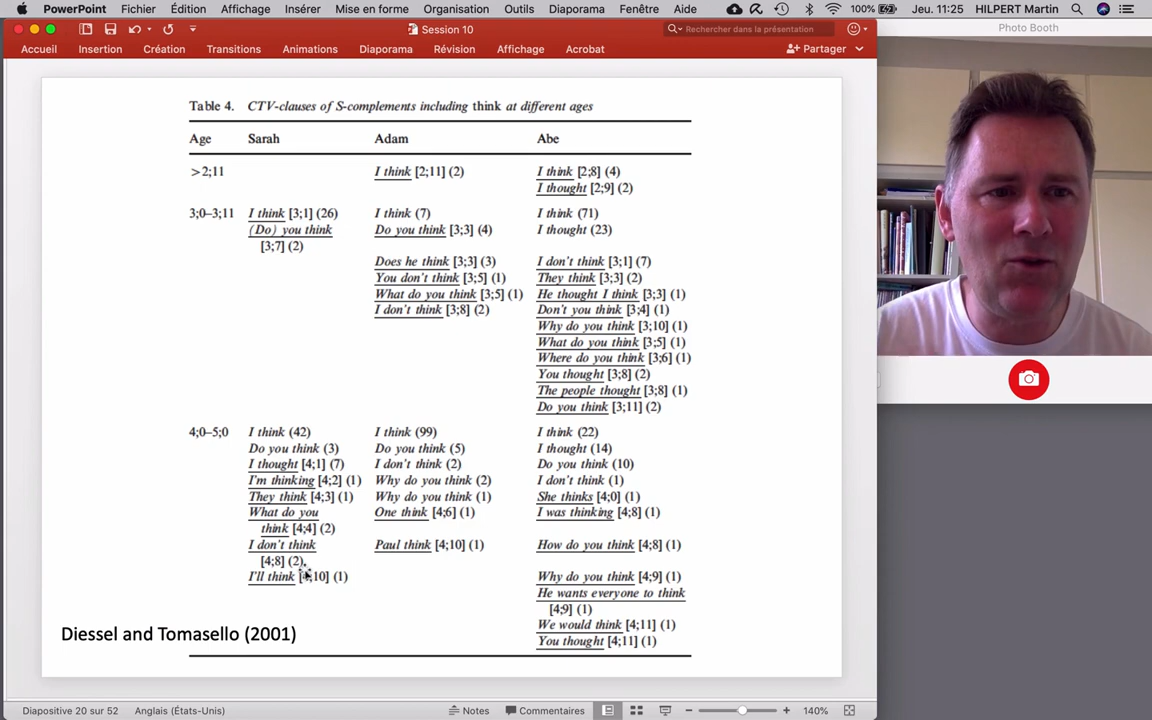 PowerPoint Fichier Édition Affichage Insérer Mise en forme Organisation Outils Diaporama Fenêtre Aide 100% Jeu. 11:25 HILPERT Martin
Session 10 Rechercher dans la présentation
Photo Booth
Accueil Insertion Création Transitions Animations Diaporama Révision Affichage Acrobat Partager
Table 4. CTV-clauses of S-complements including think at different ages
Age Sarah Adam Abe
>2;11 I think [2;11] (2) I think [2;8] (4)
I thought [2;9] (2)
3;0–3;11 I think [3;1] (26) I think (7) I think (71)
(Do) you think Do you think [3;3] (4) I thought (23)
[3;7] (2)
Does he think [3;3] (3) I don't think [3;1] (7)
You don't think [3;5] (1) They think [3;3] (2)
What do you think [3;5] (1) He thought I think [3;3] (1)
I don't think [3;8] (2) Don't you think [3;4] (1)
Why do you think [3;10] (1)
What do you think [3;5] (1)
Where do you think [3;6] (1)
You thought [3;8] (2)
The people thought [3;8] (1)
Do you think [3;11] (2)
4;0–5;0 I think (42) I think (99) I think (22)
Do you think (3) Do you think (5) I thought (14)
I thought [4;1] (7) I don't think (2) Do you think (10)
I'm thinking [4;2] (1) Why do you think (2) I don't think (1)
They think [4;3] (1) Why do you think (1) She thinks [4;0] (1)
What do you One think [4;6] (1) I was thinking [4;8] (1)
think [4;4] (2)
I don't think Paul think [4;10] (1) How do you think [4;8] (1)
[4;8] (2)
I'll think [4;10] (1) Why do you think [4;9] (1)
He wants everyone to think
[4;9] (1)
We would think [4;11] (1)
Diessel and Tomasello (2001)
You thought [4;11] (1)
Diapositive 20 sur 52 Anglais (États-Unis) Notes Commentaires 140%